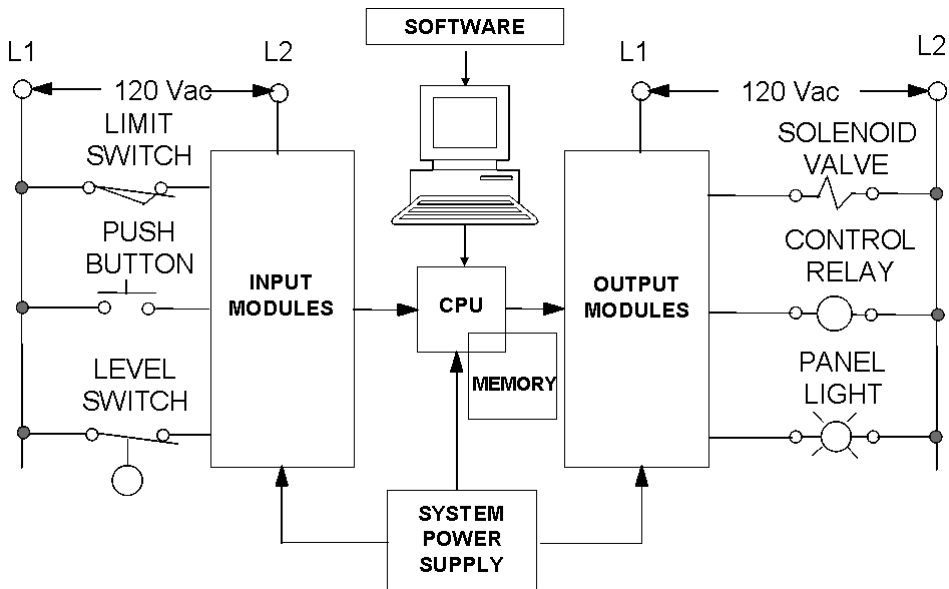 SOFTWARE
L1
L2
L1
L2
120 Vac
120 Vac
LIMIT
SWITCH
PUSH
BUTTON
LEVEL
SWITCH
INPUT
MODULES
CPU
MEMORY
OUTPUT
MODULES
SOLENOID
VALVE
CONTROL
RELAY
PANEL
LIGHT
SYSTEM
POWER
SUPPLY